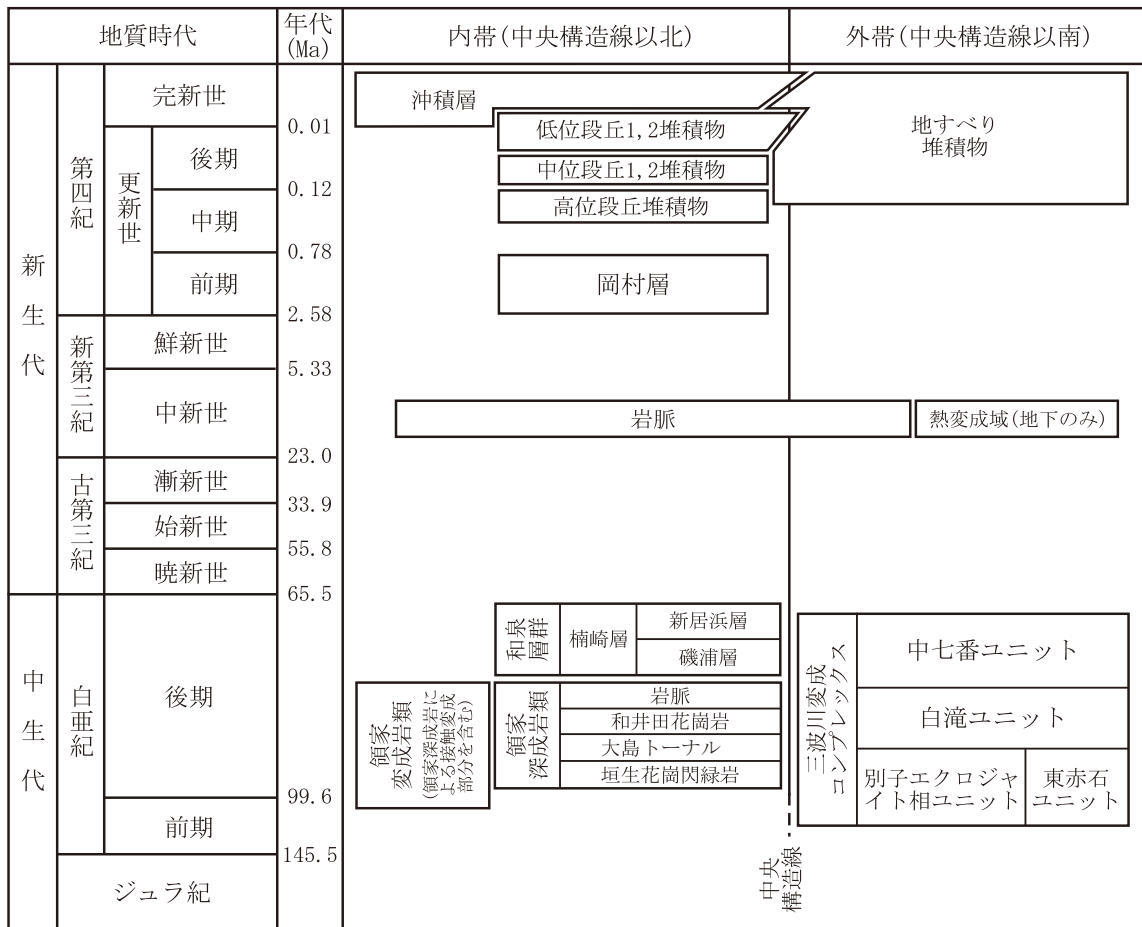 地質時代
年代
(Ma)
内帯(中央構造線以北)
外帯(中央構造線以南)
新生代
第四紀
完新世
更新世
後期
中期
前期
新第三紀
鮮新世
中新世
古第三紀
漸新世
始新世
暁新世
中生代
白亜紀
後期
前期
ジュラ紀
0.01
0.12
0.78
2.58
5.33
23.0
33.9
55.8
65.5
99.6
145.5
沖積層
低位段丘1,2堆積物
中位段丘1,2堆積物
高位段丘堆積物
岡村層
地すべり
堆積物
岩脈
熱変成域(地下のみ)
和泉
層群
楠崎層
新居浜層
磯浦層
領家
変成岩類
(領家深成岩に
よる接触変成
部分を含む)
領家
深成岩類
岩脈
和井田花崗岩
大島トーナル
垣生花崗閃緑岩
三波川変成
コンプレックス
中七番ユニット
白滝ユニット
別子エクロジャ
イト相ユニット
東赤石
ユニット
中央
構造線